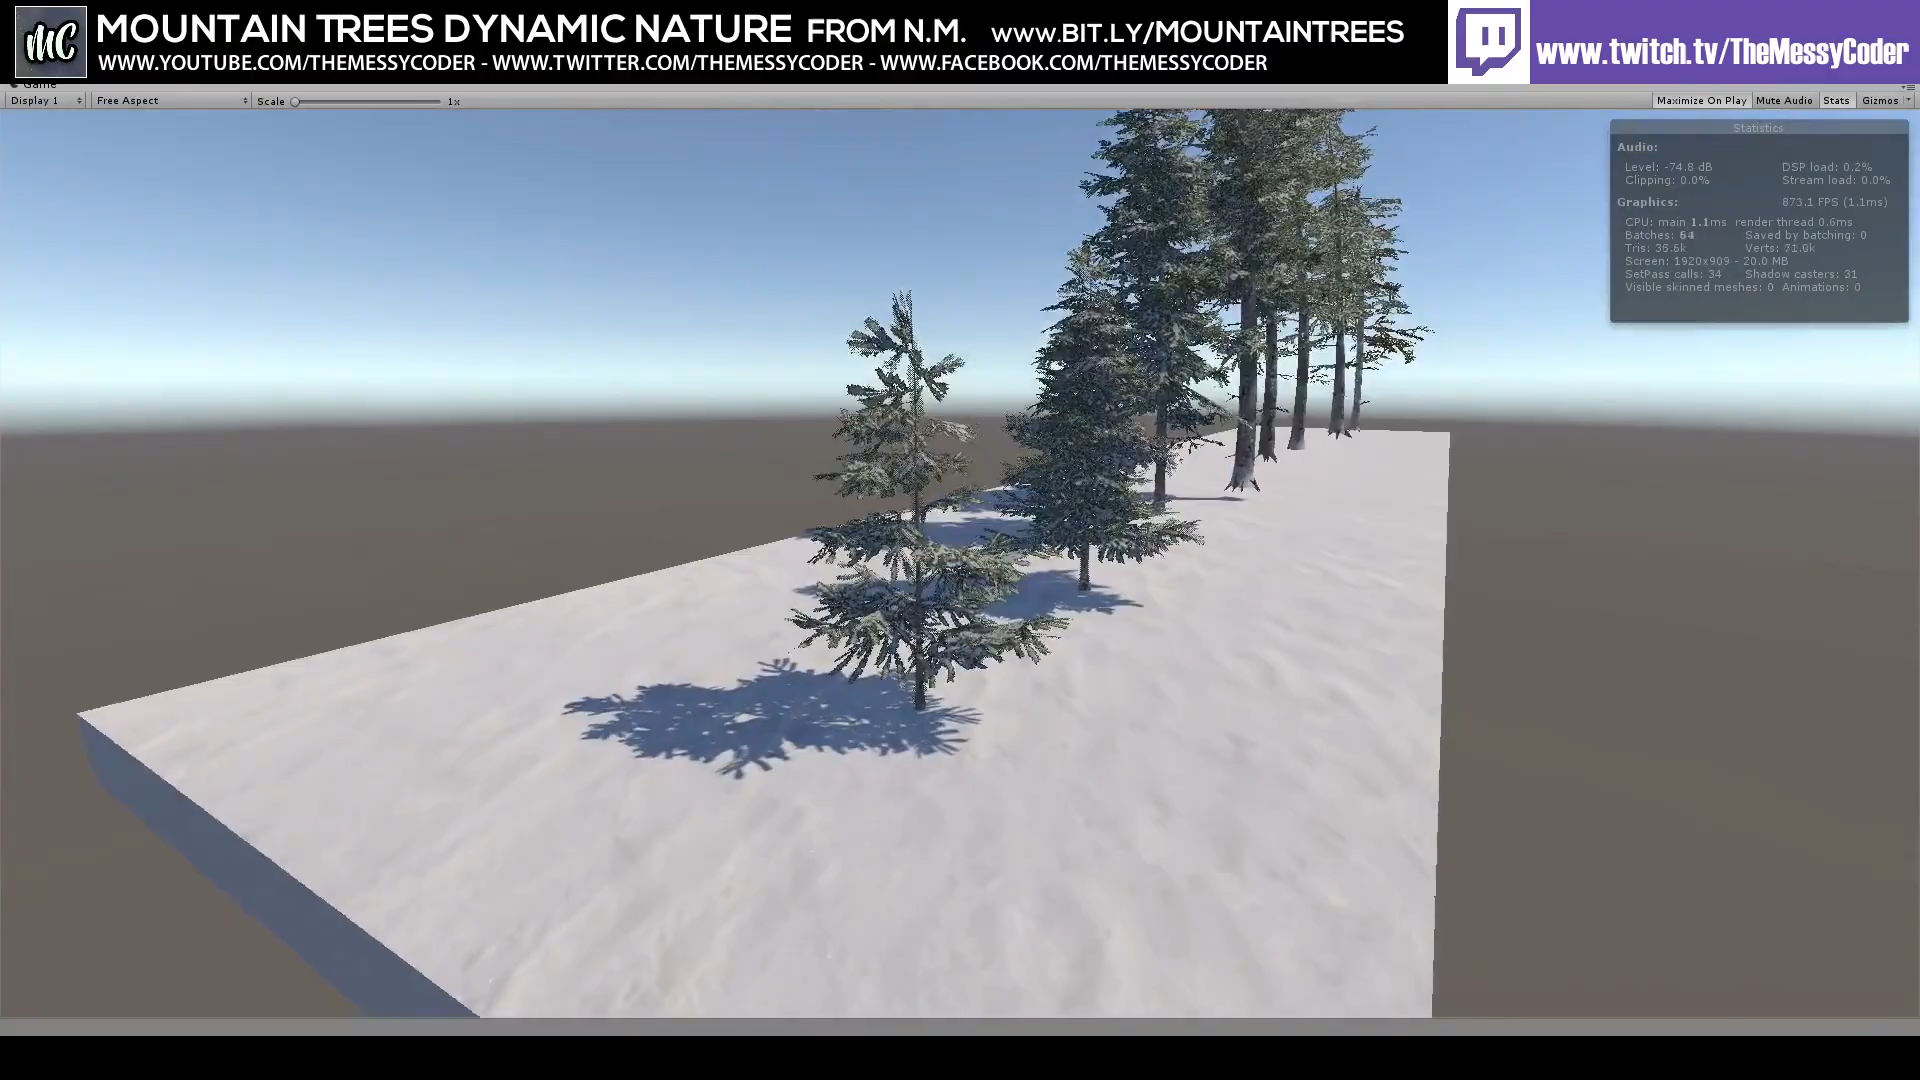 MC MOUNTAIN TREES DYNAMIC NATURE FROM N.M. www.BIT.LY/MOUNTAINTREES
WWW.YOUTUBE.COM/THEMESSYCODER - WWW.TWITTER.COM/THEMESSYCODER - WWW.FACEBOOK.COM/THEMESSYCODER
www.twitch.tv/TheMessyCoder
Game
Display 1 Free Aspect Scale 1x Maximize On Play Mute Audio Stats Gizmos
Statistics
Audio:
Level: -74.8 dB DSP load: 0.2%
Clipping: 0.0% Stream load: 0.0%
Graphics: 873.1 FPS (1.1ms)
CPU: main 1.1ms render thread 0.6ms
Batches: 64 Saved by batching: 0
Tris: 36.6k Verts: 71.0k
Screen: 1920x909 - 20.0 MB
SetPass calls: 34 Shadow casters: 31
Visible skinned meshes: 0 Animations: 0